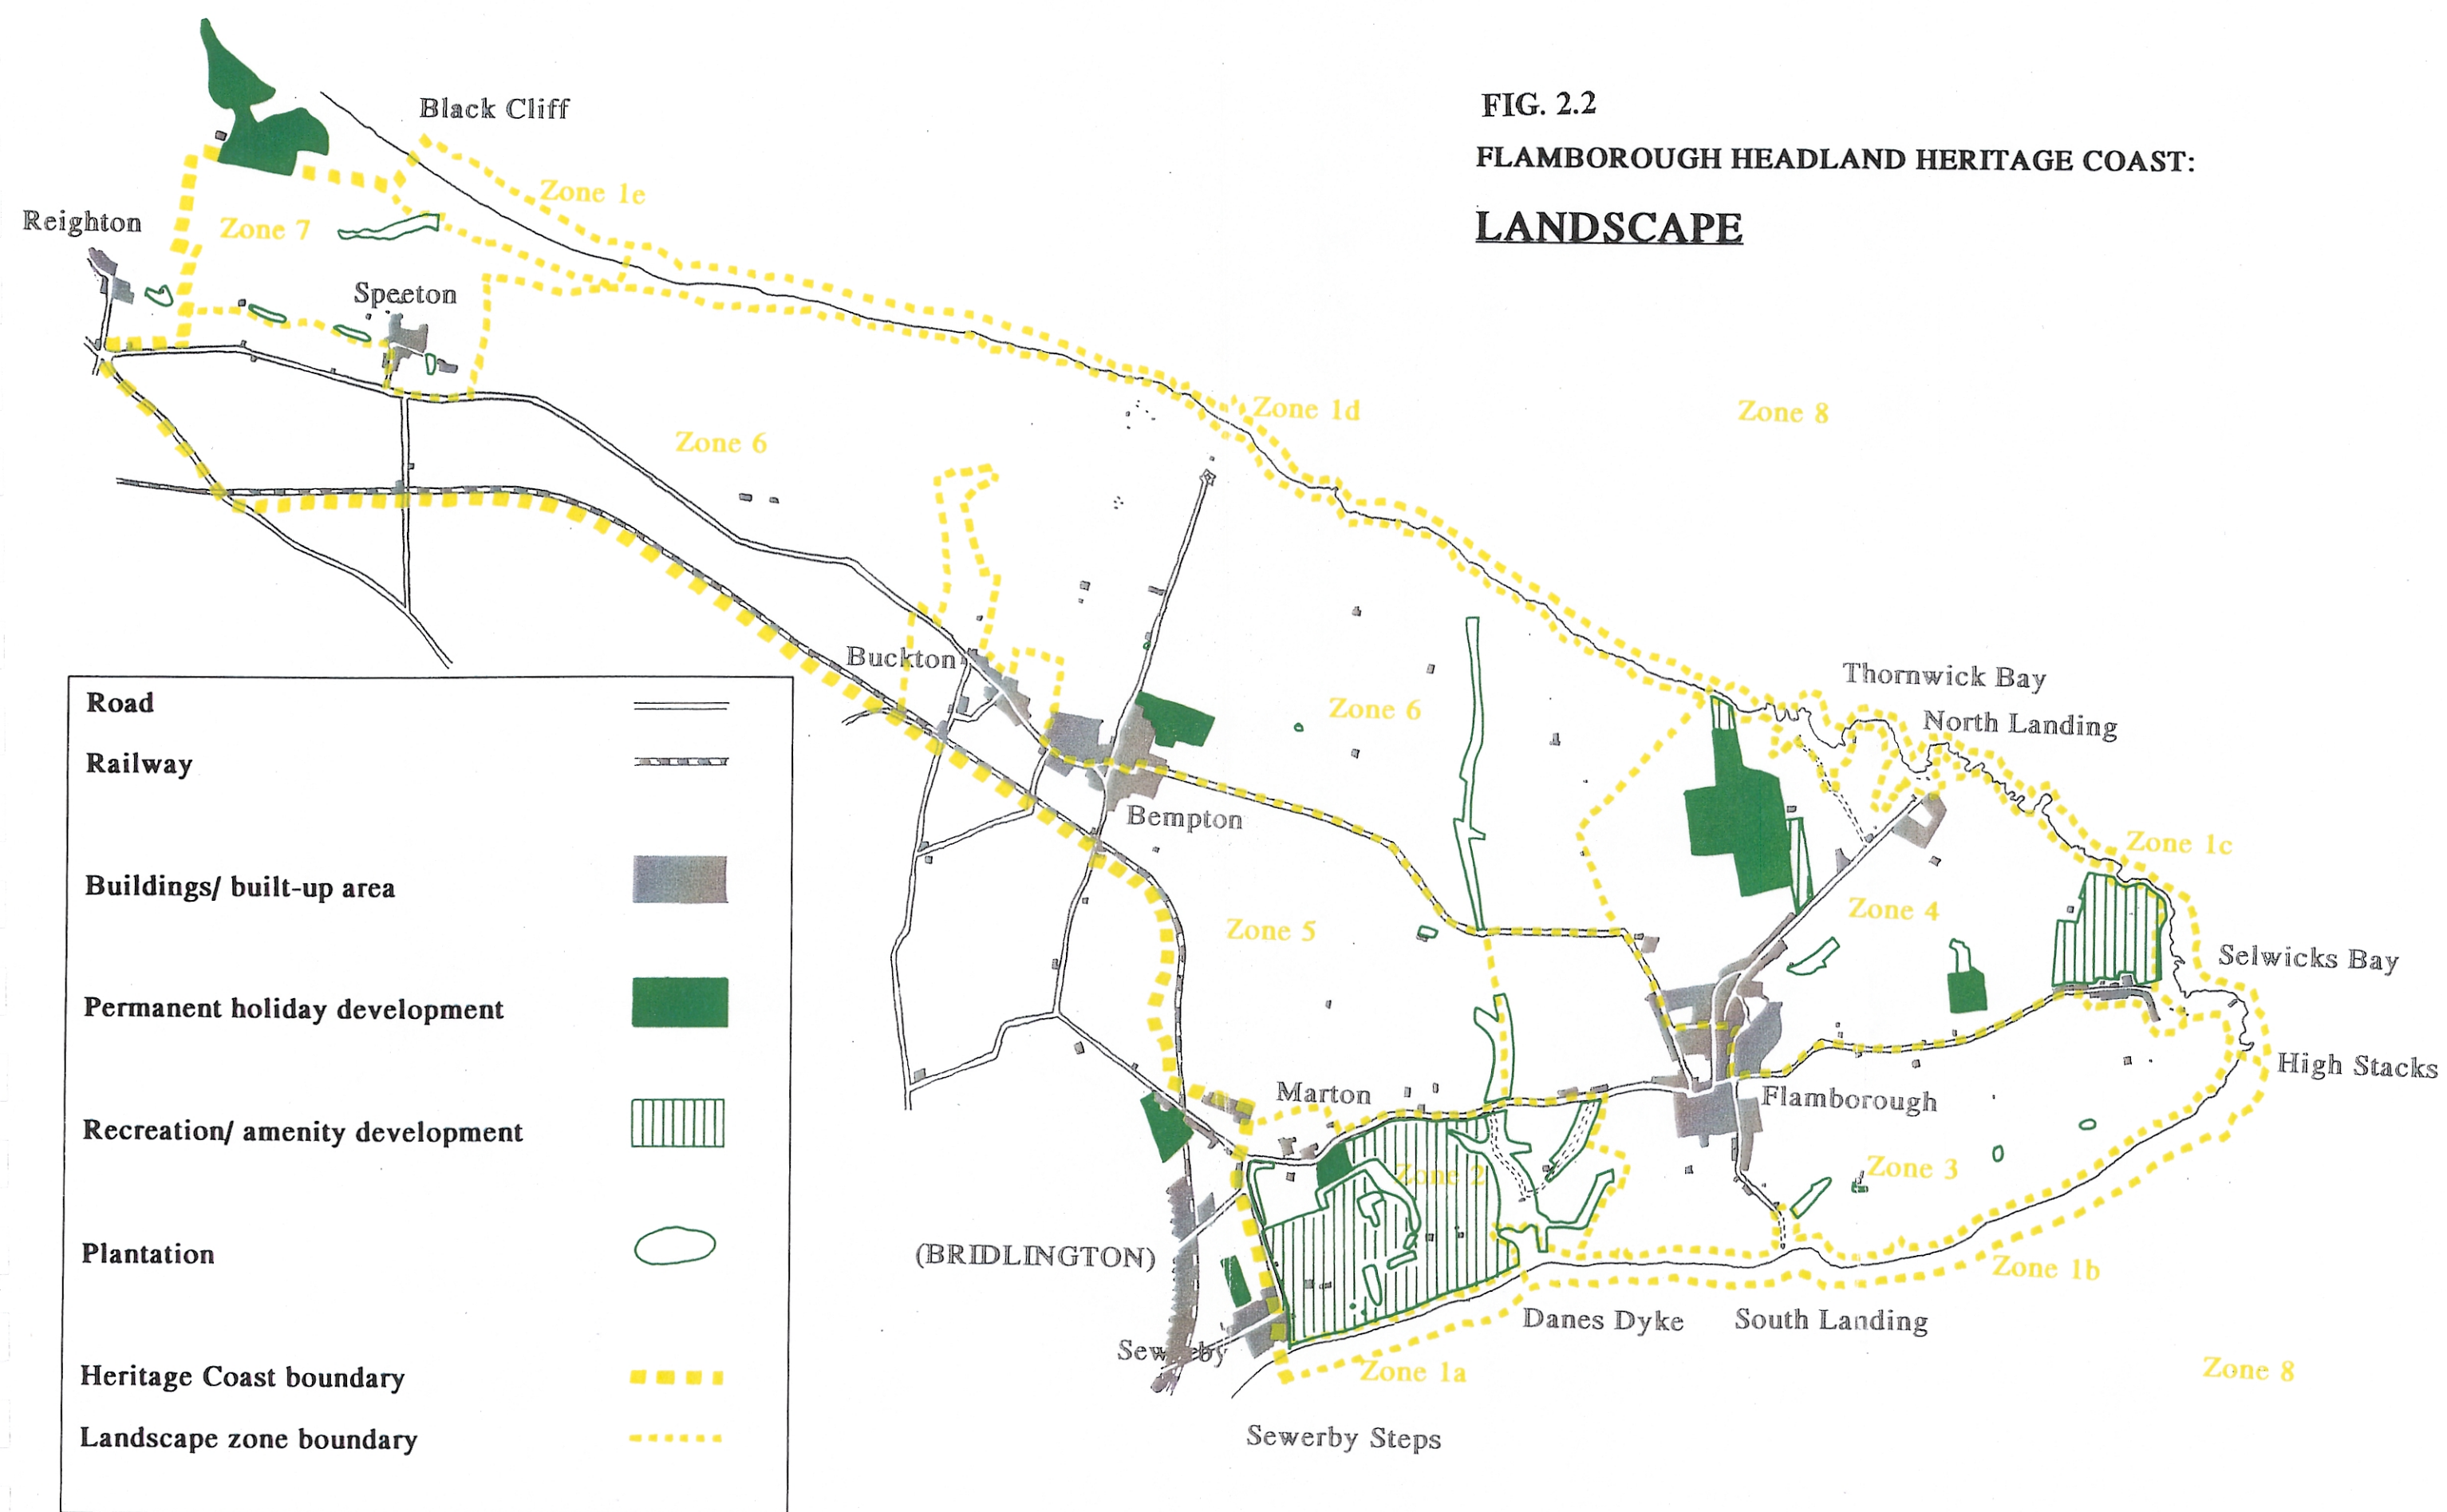 FIG. 2.2
FLAMBOROUGH HEADLAND HERITAGE COAST:
LANDSCAPE
Black Cliff
Zone 1e
Reighton
Zone 7
Speeton
Zone 1d
Zone 8
Zone 6
Buckton
Thornwick Bay
Zone 6
North Landing
Bempton
Zone 1c
Zone 5
Zone 4
Selwicks Bay
High Stacks
Marton
Flamborough
Zone 2
Zone 3
(BRIDLINGTON)
Zone 1b
Danes Dyke
South Landing
Sewerby
Zone 1a
Zone 8
Sewerby Steps
Road
Railway
Buildings/ built-up area
Permanent holiday development
Recreation/ amenity development
Plantation
Heritage Coast boundary
Landscape zone boundary